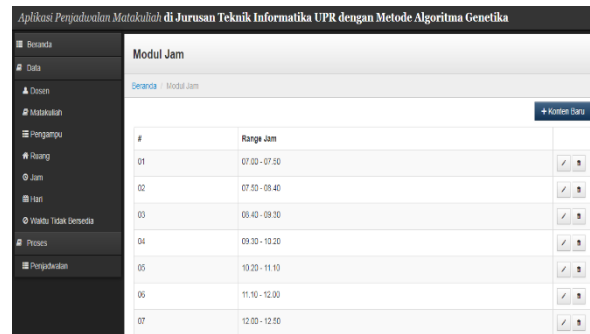 Aplikasi Penjadwalan Matakuliah di Jurusan Teknik Informatika UPR dengan Metode Algoritma Genetika
Beranda
Data
Dosen
Matakuliah
Pengampu
Ruang
Jam
Hari
Waktu Tidak Bersedia
Proses
Penjadwalan
Modul Jam
Beranda / Modul Jam
+ Konten Baru
# Range Jam
01 07.00 - 07.50
02 07.50 - 08.40
03 08.40 - 09.30
04 09.30 - 10.20
05 10.20 - 11.10
06 11.10 - 12.00
07 12.00 - 12.50